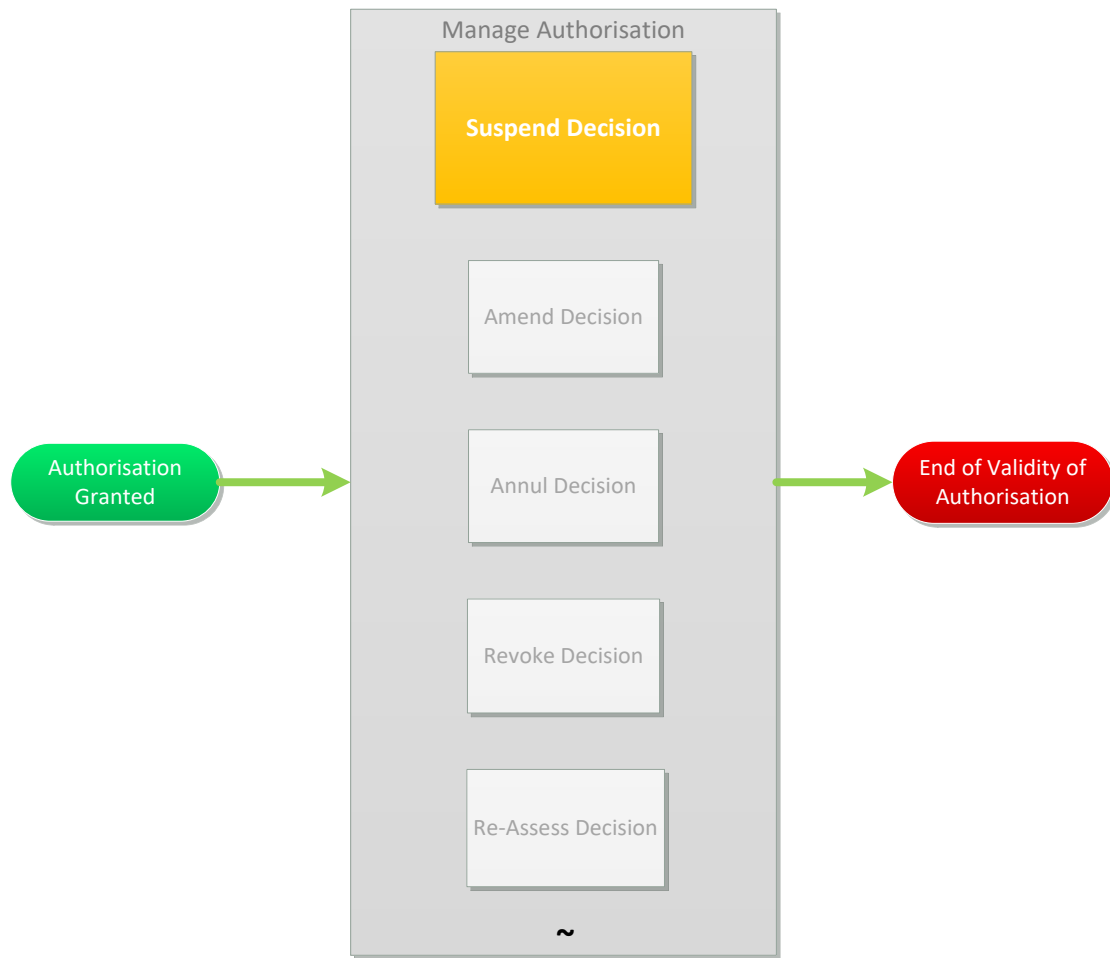 Manage Authorisation
Suspend Decision
Amend Decision
Authorisation
Granted
Annul Decision
End of Validity of
Authorisation
Revoke Decision
Re-Assess Decision
~